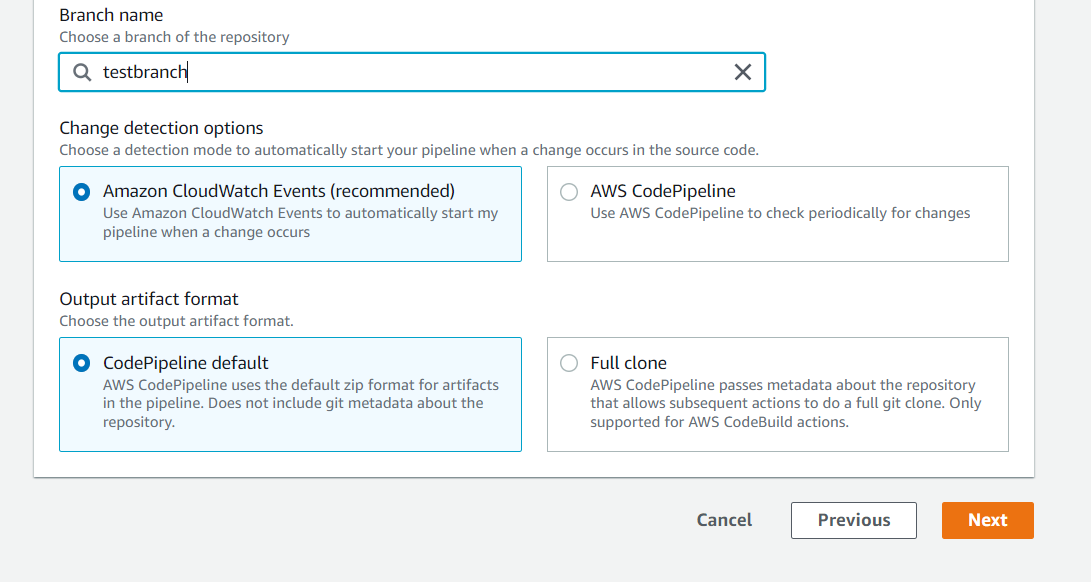 Branch name
Choose a branch of the repository
testbranch
Change detection options
Choose a detection mode to automatically start your pipeline when a change occurs in the source code.
Amazon CloudWatch Events (recommended)
Use Amazon CloudWatch Events to automatically start my
pipeline when a change occurs
AWS CodePipeline
Use AWS CodePipeline to check periodically for changes
Output artifact format
Choose the output artifact format.
CodePipeline default
AWS CodePipeline uses the default zip format for artifacts
in the pipeline. Does not include git metadata about the
repository.
Full clone
AWS CodePipeline passes metadata about the repository
that allows subsequent actions to do a full git clone. Only
supported for AWS CodeBuild actions.
Cancel
Previous
Next